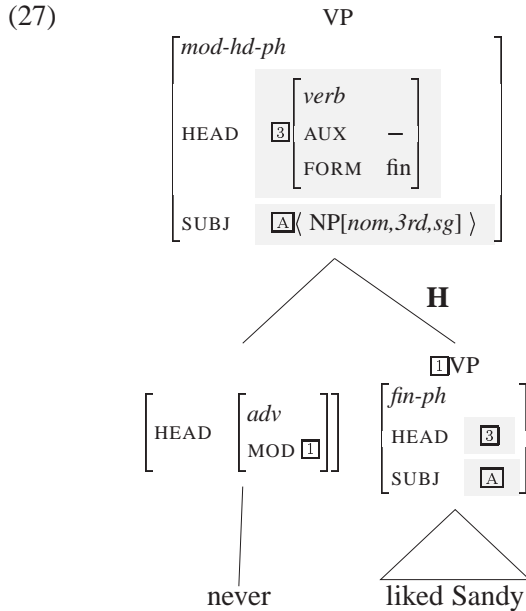 (27) VP
mod-hd-ph
verb
HEAD 3 AUX –
FORM fin
SUBJ A ⟨ NP[nom,3rd,sg] ⟩
H
1 VP
fin-ph
adv
HEAD HEAD 3
MOD 1
SUBJ A
never liked Sandy